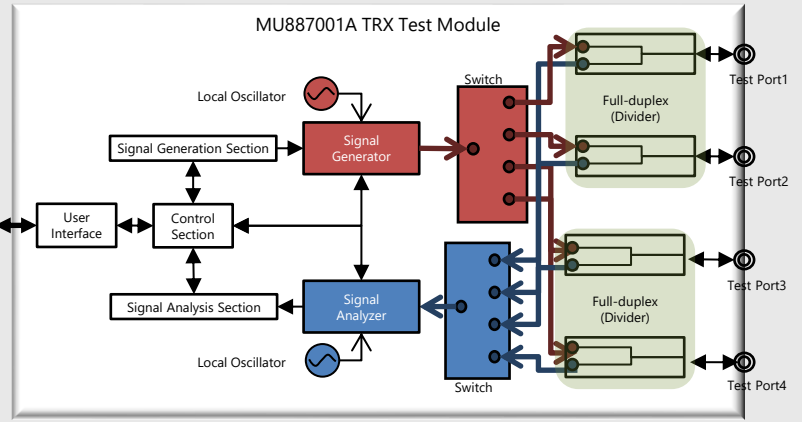 MU887001A TRX Test Module
Local Oscillator
Switch
Test Port1
Full-duplex
(Divider)
Signal Generation Section
Signal
Generator
Test Port2
User
Interface
Control
Section
Test Port3
Signal Analysis Section
Signal
Analyzer
Full-duplex
(Divider)
Local Oscillator
Switch
Test Port4